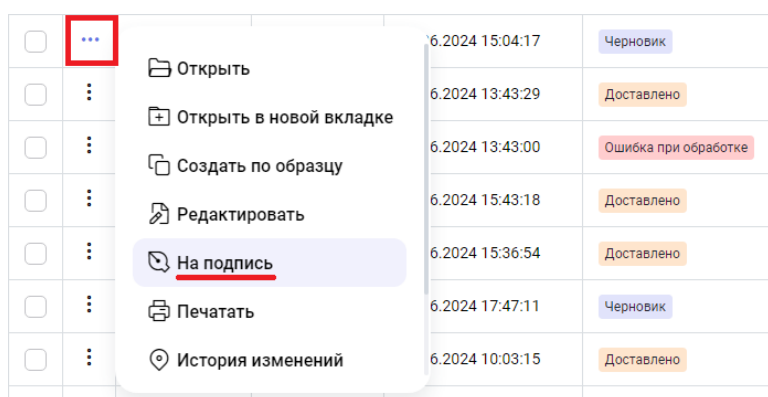 6.2024 15:04:17 Черновик
Открыть
6.2024 13:43:29 Доставлено
Открыть в новой вкладке
6.2024 13:43:00 Ошибка при обработке
Создать по образцу
6.2024 15:43:18 Доставлено
Редактировать
6.2024 15:36:54 Доставлено
На подпись
6.2024 17:47:11 Черновик
Печатать
6.2024 10:03:15 Доставлено
История изменений